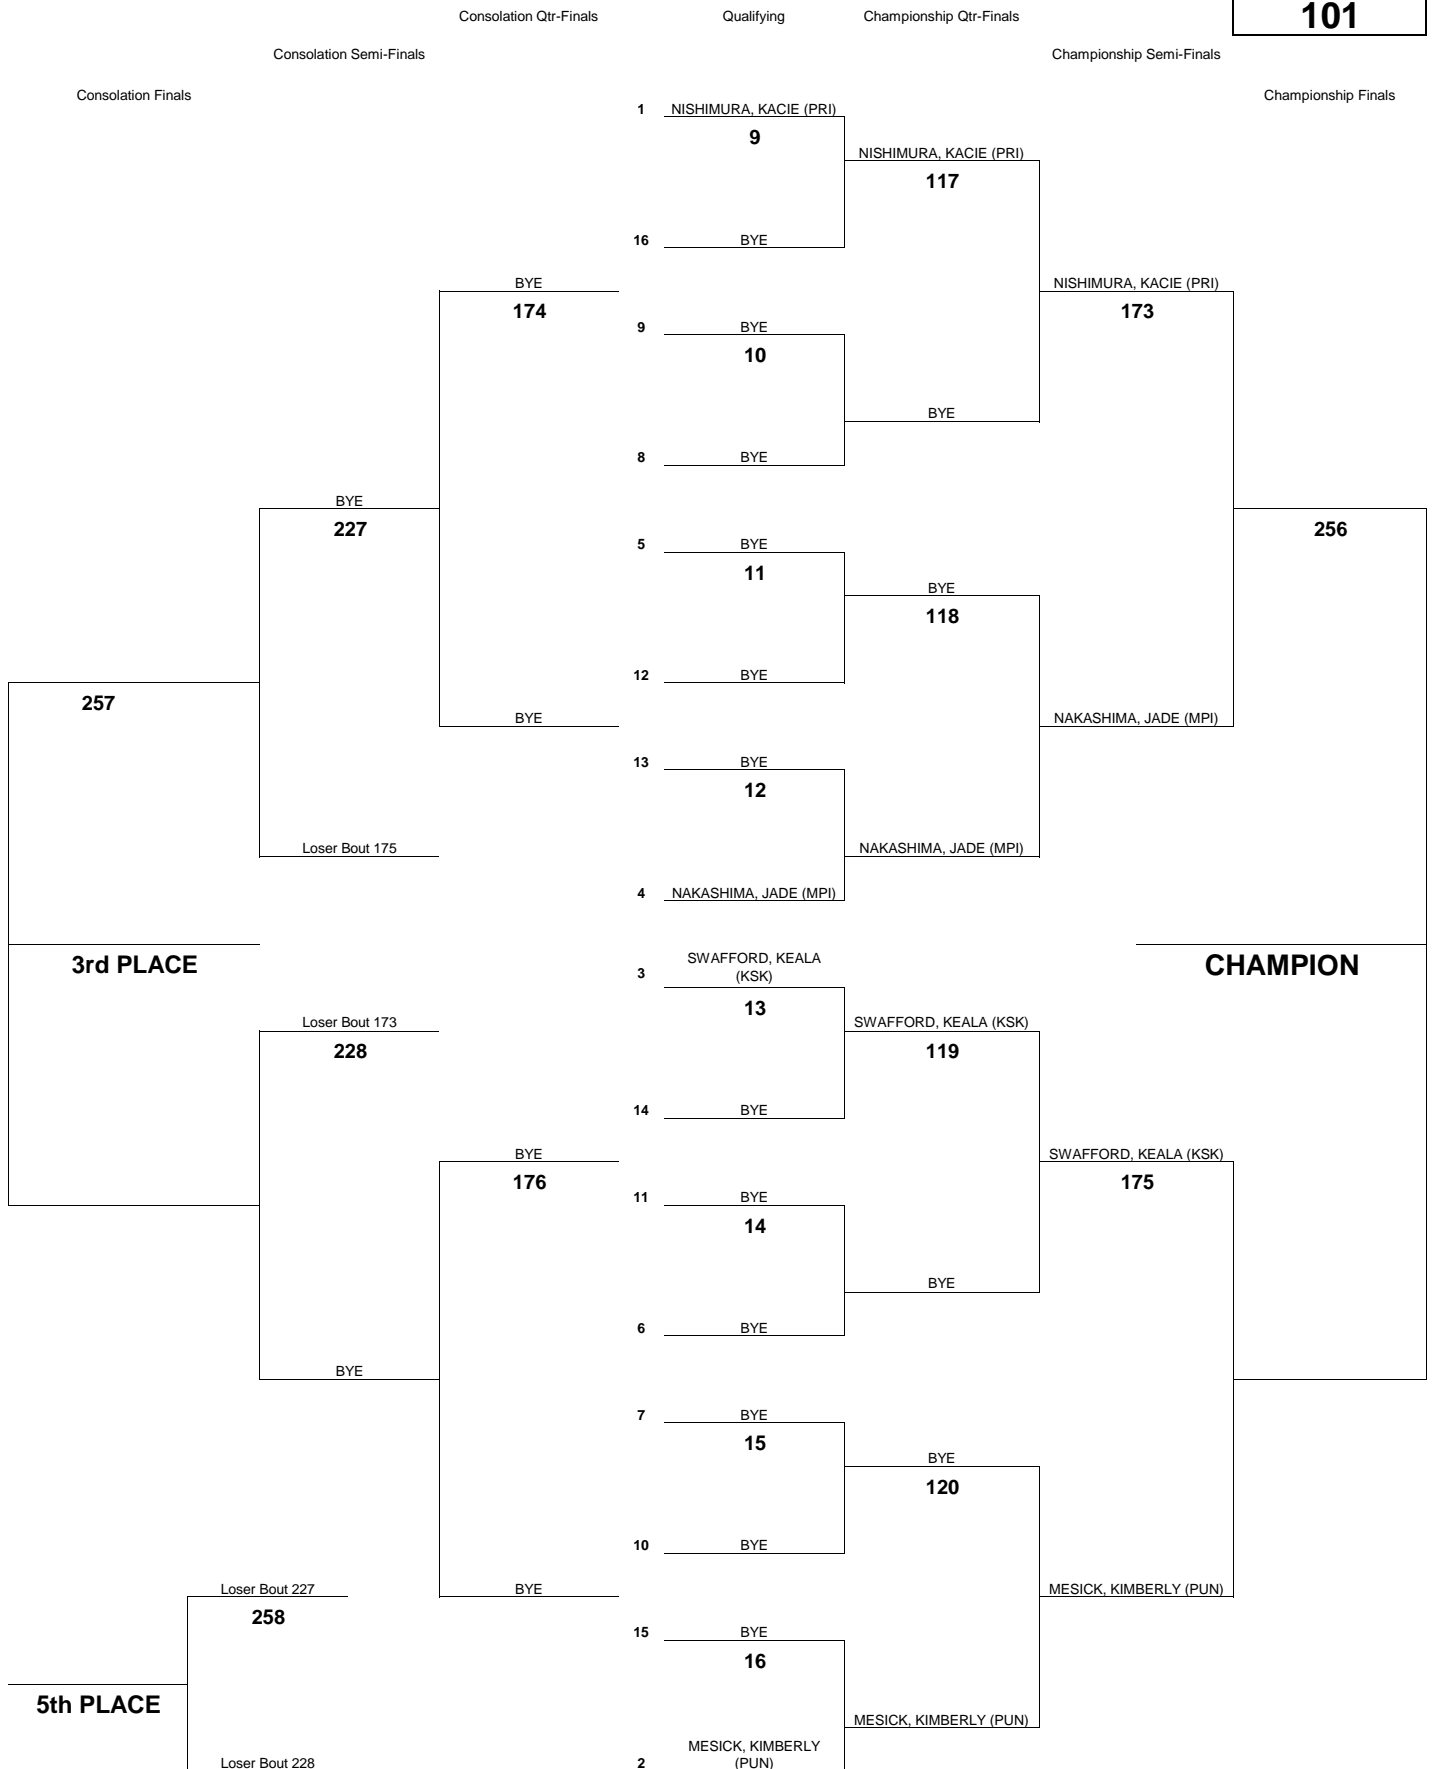 Consolation Qtr-Finals Qualifying Championship Qtr-Finals 101
Consolation Semi-Finals Championship Semi-Finals
Consolation Finals Championship Finals
1 NISHIMURA, KACIE (PRI)
9
NISHIMURA, KACIE (PRI)
117
16 BYE
BYE NISHIMURA, KACIE (PRI)
174 173
9 BYE
10
BYE
8 BYE
BYE
227 256
5 BYE
11
BYE
118
12 BYE
257
BYE NAKASHIMA, JADE (MPI)
13 BYE
12
Loser Bout 175 NAKASHIMA, JADE (MPI)
4 NAKASHIMA, JADE (MPI)
3rd PLACE CHAMPION
SWAFFORD, KEALA
3 (KSK)
13
Loser Bout 173 SWAFFORD, KEALA (KSK)
228 119
14 BYE
BYE SWAFFORD, KEALA (KSK)
176 175
11 BYE
14
BYE
6 BYE
BYE
7 BYE
15
BYE
120
10 BYE
Loser Bout 227 BYE MESICK, KIMBERLY (PUN)
258
15 BYE
16
5th PLACE
MESICK, KIMBERLY (PUN)
MESICK, KIMBERLY
Loser Bout 228 2 (PUN)